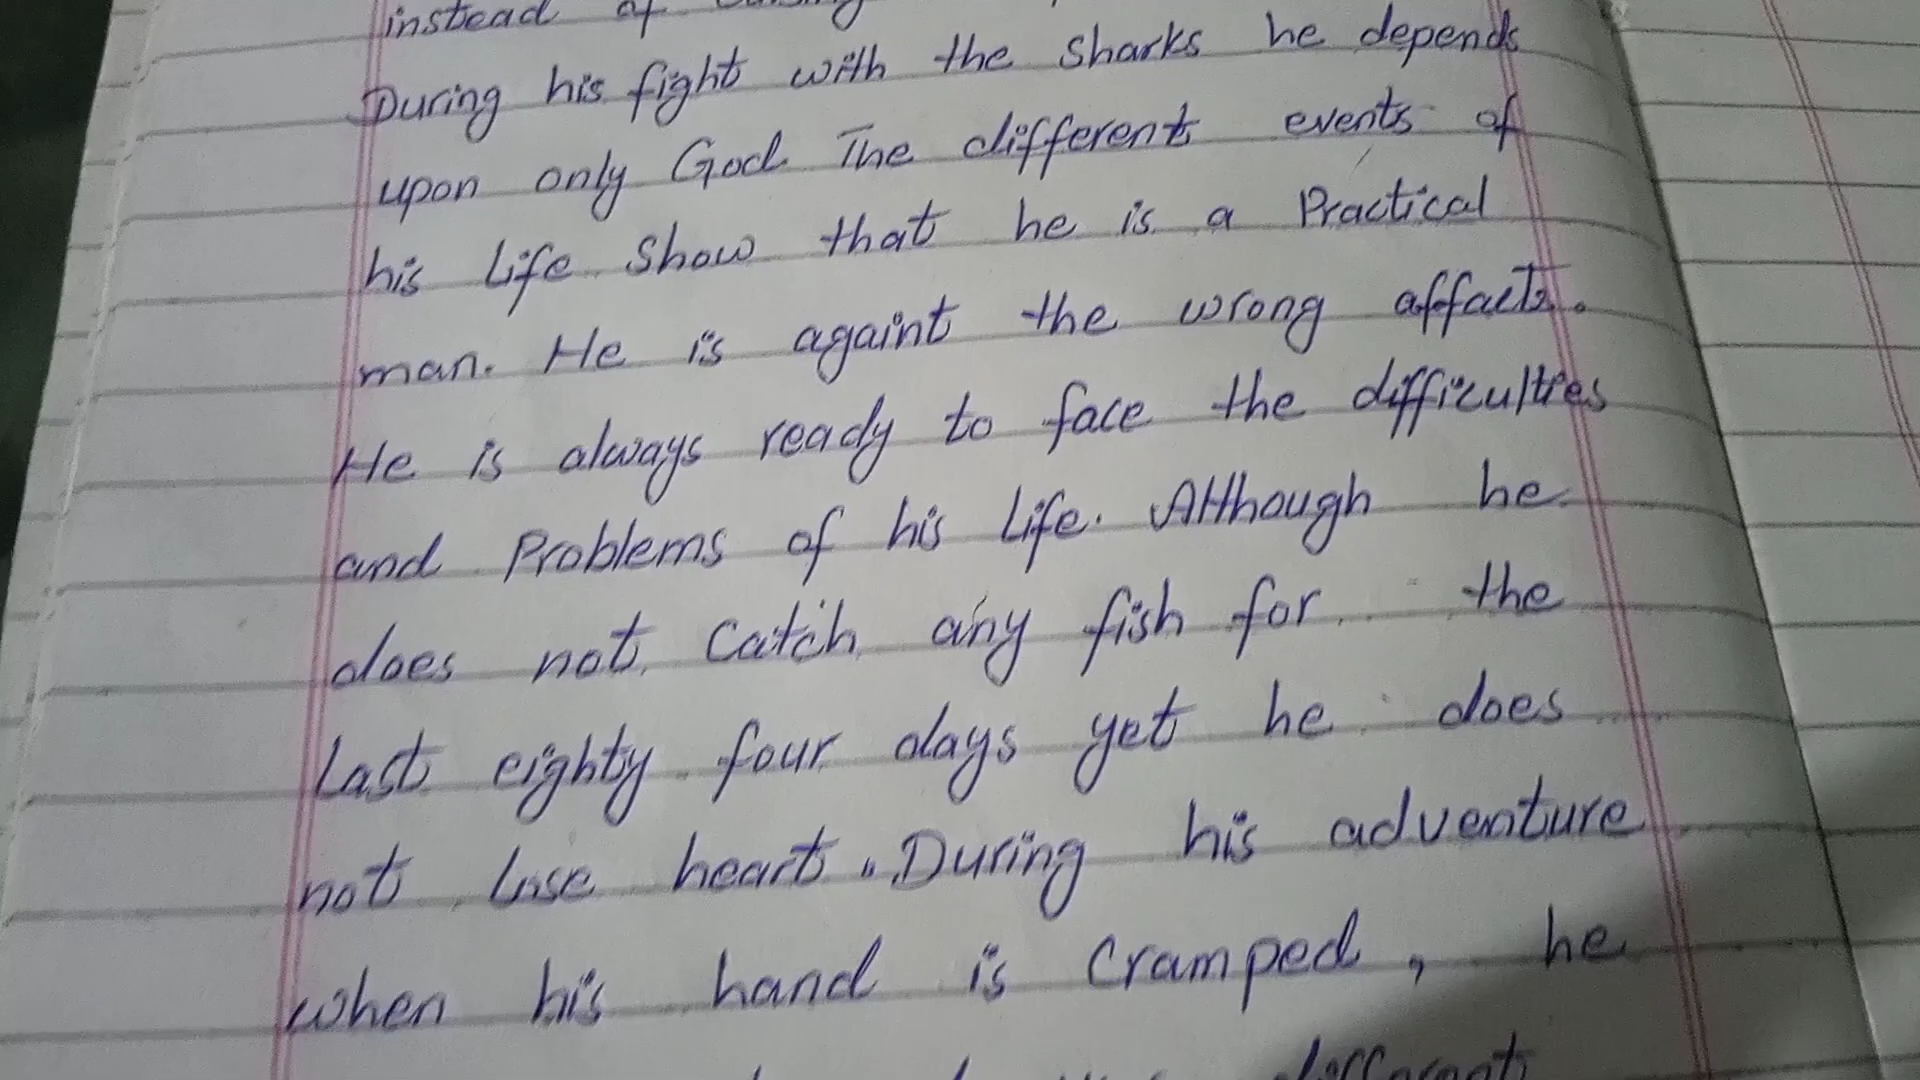 instead of
During his fight with the Sharks he depends
upon only God. The different events of
his life Show that he is a Practical
man. He is againt the wrong affacts.
He is always ready to face the difficulties
and Problems of his life. Although he
does not Catch any fish for the
Last eighty four days yet he does
not lose heart. During his adventure
when his hand is Cramped, he
different